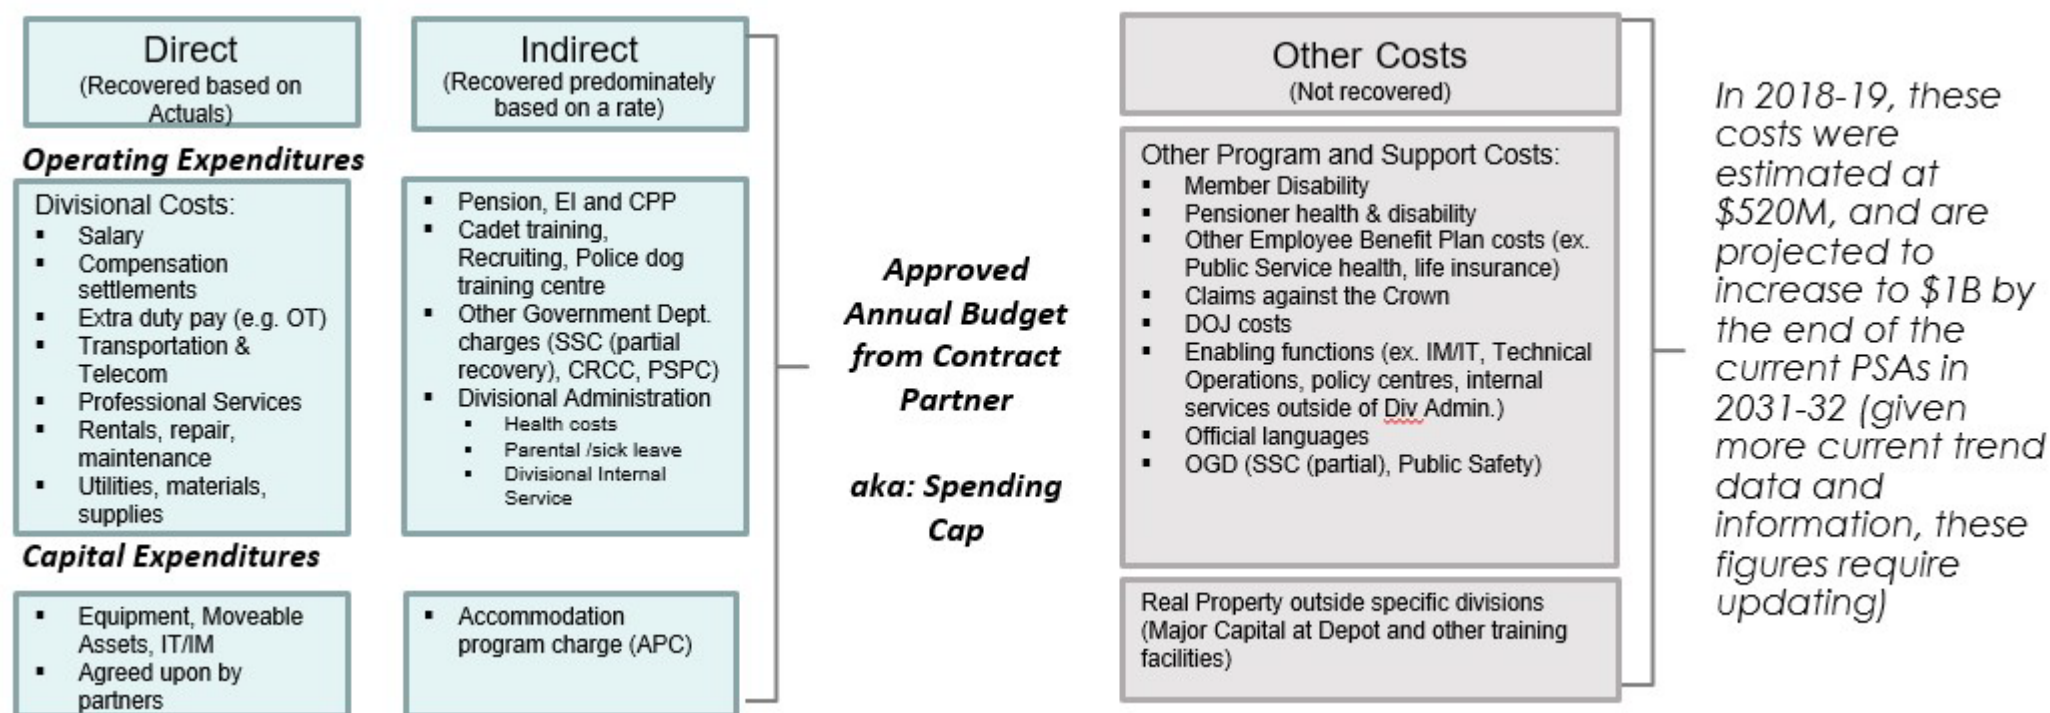 Direct
(Recovered based on
Actuals)
Indirect
(Recovered predominately
based on a rate)
Operating Expenditures
Divisional Costs:
▪ Salary
▪ Compensation
settlements
▪ Extra duty pay (e.g. OT)
▪ Transportation &
Telecom
▪ Professional Services
▪ Rentals, repair,
maintenance
▪ Utilities, materials,
supplies
▪ Pension, EI and CPP
▪ Cadet training,
Recruiting, Police dog
training centre
▪ Other Government Dept.
charges (SSC (partial
recovery), CRCC, PSPC)
▪ Divisional Administration
▪ Health costs
▪ Parental /sick leave
▪ Divisional Internal
Service
Capital Expenditures
▪ Equipment, Moveable
Assets, IT/IM
▪ Agreed upon by
partners
▪ Accommodation
program charge (APC)
Approved
Annual Budget
from Contract
Partner
aka: Spending
Cap
Other Costs
(Not recovered)
Other Program and Support Costs:
▪ Member Disability
▪ Pensioner health & disability
▪ Other Employee Benefit Plan costs (ex.
Public Service health, life insurance)
▪ Claims against the Crown
▪ DOJ costs
▪ Enabling functions (ex. IM/IT, Technical
Operations, policy centres, internal
services outside of Div Admin.)
▪ Official languages
▪ OGD (SSC (partial), Public Safety)
Real Property outside specific divisions
(Major Capital at Depot and other training
facilities)
In 2018-19, these
costs were
estimated at
$520M, and are
projected to
increase to $1B by
the end of the
current PSAs in
2031-32 (given
more current trend
data and
information, these
figures require
updating)